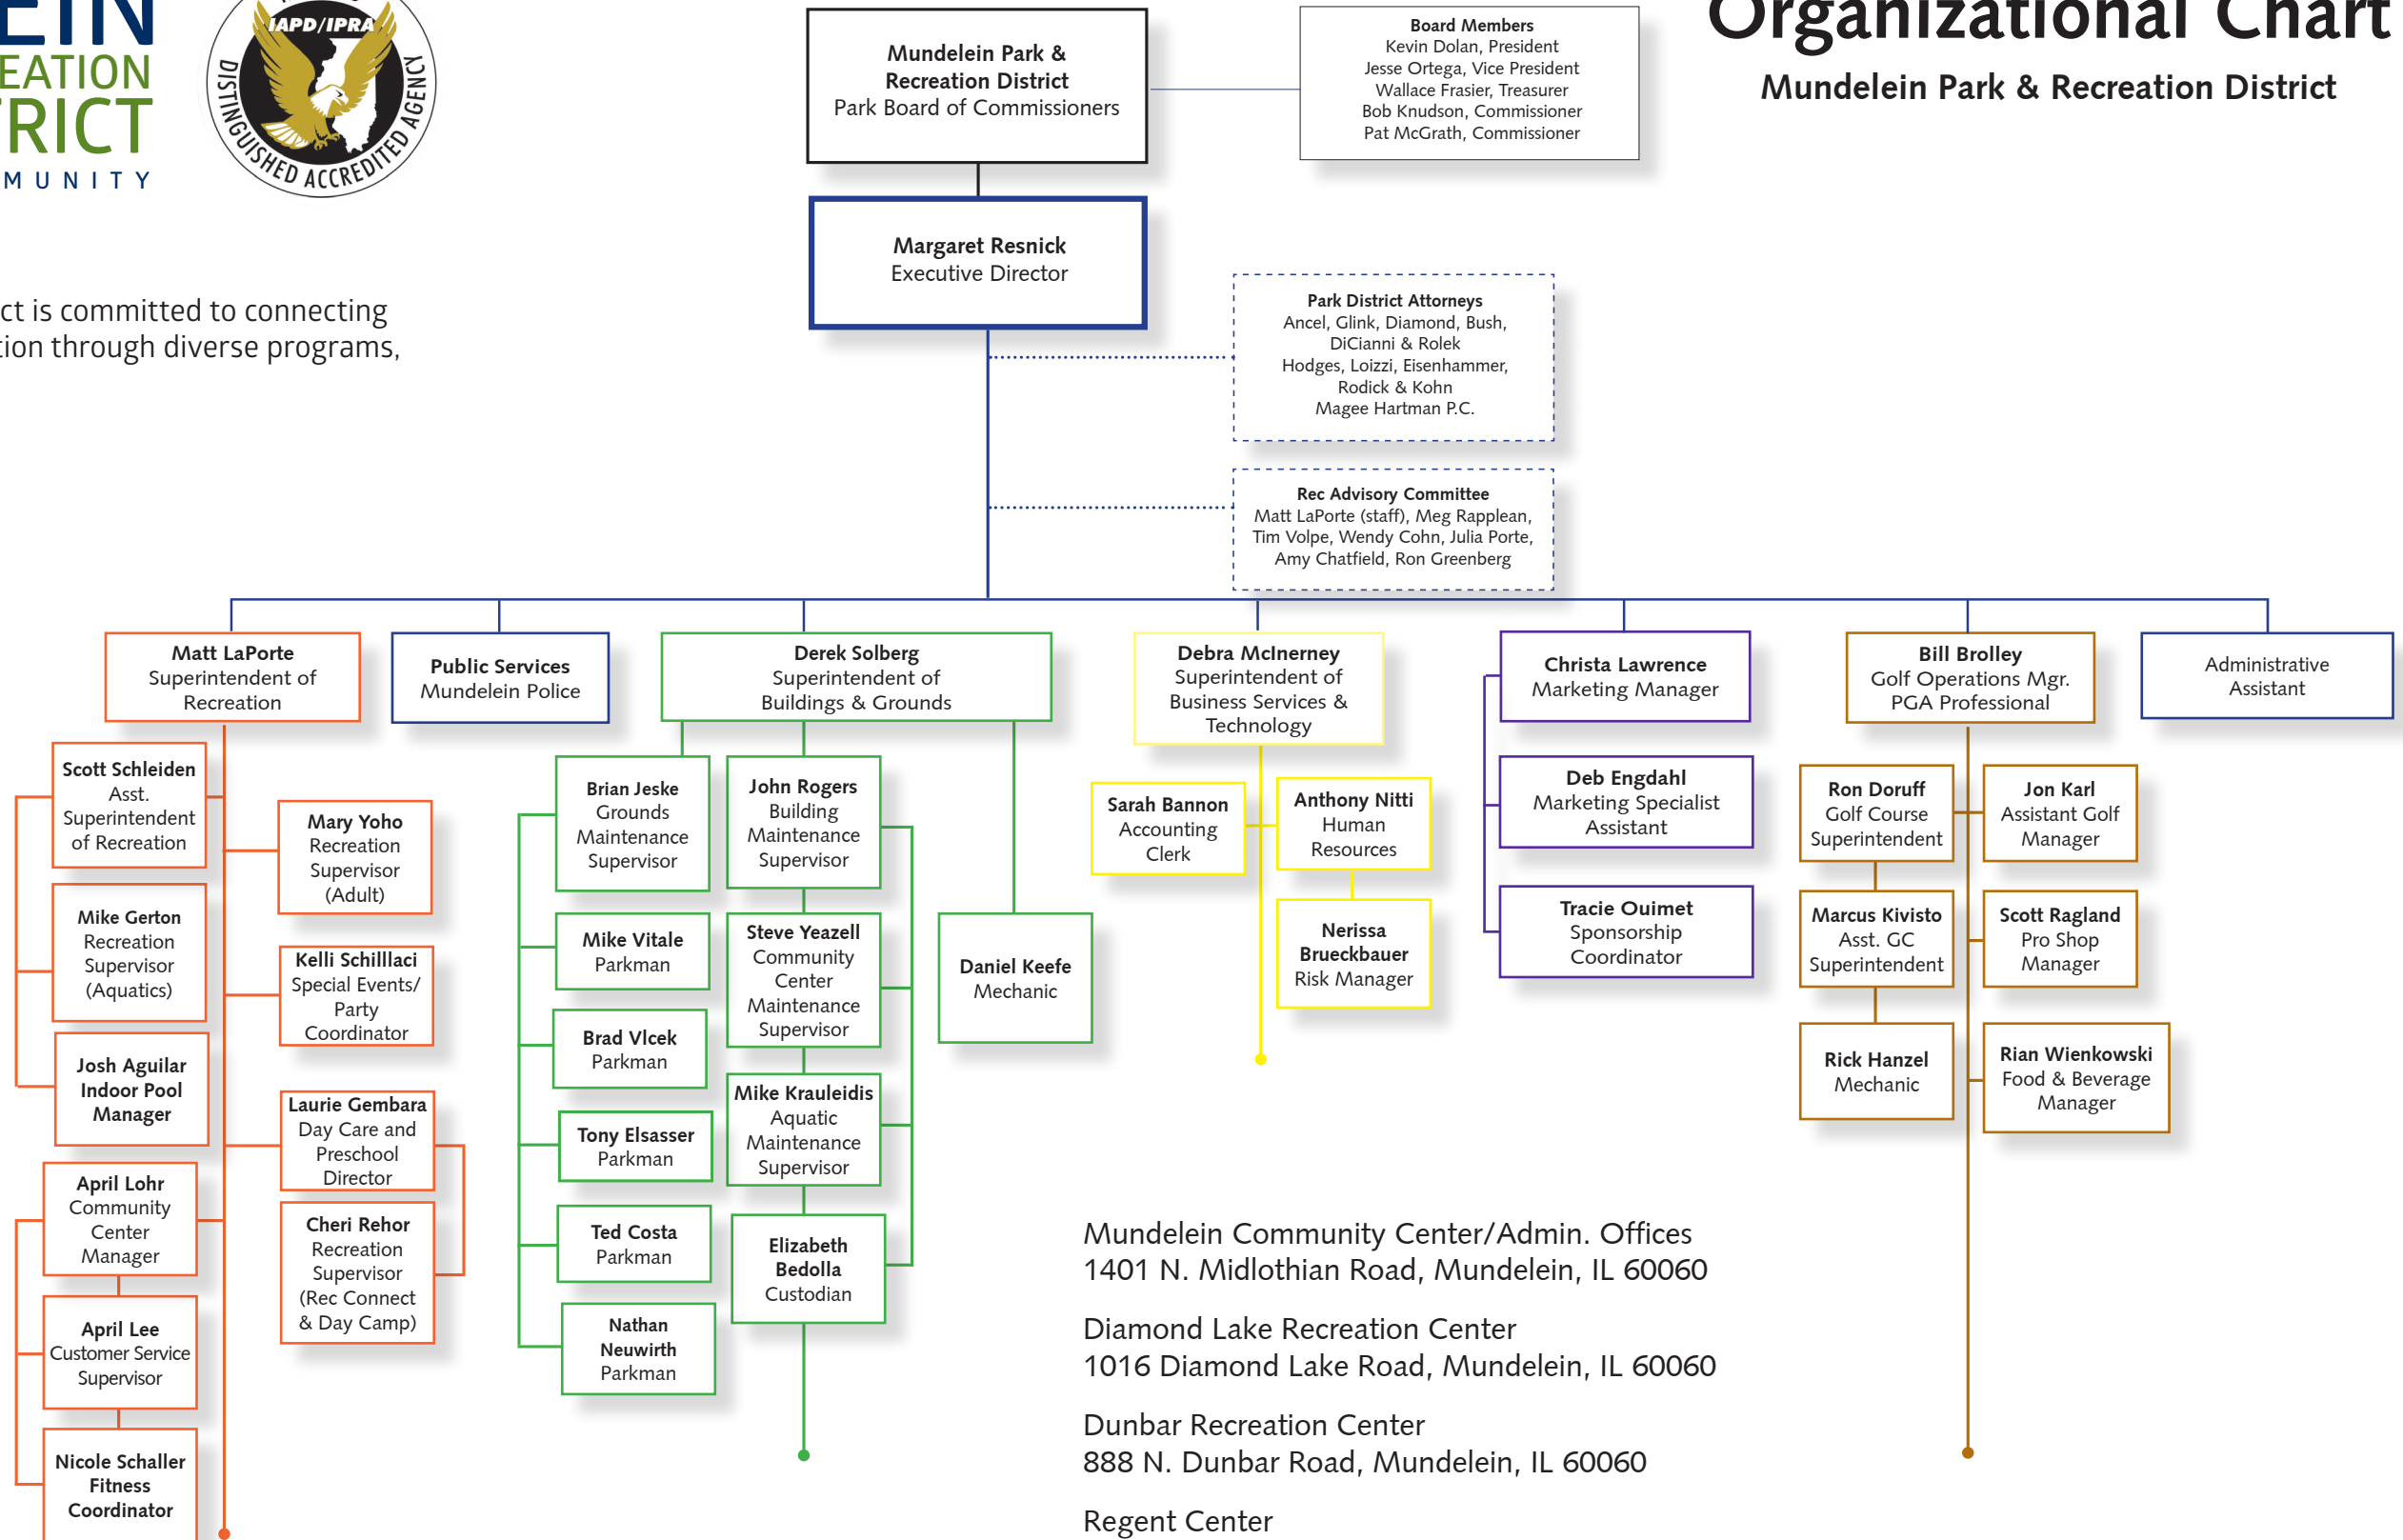 EIN
EATION
TRICT
MUNITY
IAPD/IPRA
DISTINGUISHED ACCREDITED AGENCY
Organizational Chart
Mundelein Park & Recreation District
ct is committed to connecting
tion through diverse programs,
Mundelein Park &
Recreation District
Park Board of Commissioners
Board Members
Kevin Dolan, President
Jesse Ortega, Vice President
Wallace Frasier, Treasurer
Bob Knudson, Commissioner
Pat McGrath, Commissioner
Margaret Resnick
Executive Director
Park District Attorneys
Ancel, Glink, Diamond, Bush,
DiCianni & Rolek
Hodges, Loizzi, Eisenhammer,
Rodick & Kohn
Magee Hartman P.C.
Rec Advisory Committee
Matt LaPorte (staff), Meg Rapplean,
Tim Volpe, Wendy Cohn, Julia Porte,
Amy Chatfield, Ron Greenberg
Matt LaPorte
Superintendent of
Recreation
Public Services
Mundelein Police
Derek Solberg
Superintendent of
Buildings & Grounds
Debra McInerney
Superintendent of
Business Services &
Technology
Christa Lawrence
Marketing Manager
Bill Brolley
Golf Operations Mgr.
PGA Professional
Administrative
Assistant
Scott Schleiden
Asst.
Superintendent
of Recreation
Mike Gerton
Recreation
Supervisor
(Aquatics)
Josh Aguilar
Indoor Pool
Manager
April Lohr
Community
Center
Manager
April Lee
Customer Service
Supervisor
Nicole Schaller
Fitness
Coordinator
Mary Yoho
Recreation
Supervisor
(Adult)
Kelli Schilllaci
Special Events/
Party
Coordinator
Laurie Gembara
Day Care and
Preschool
Director
Cheri Rehor
Recreation
Supervisor
(Rec Connect
& Day Camp)
Brian Jeske
Grounds
Maintenance
Supervisor
Mike Vitale
Parkman
Brad Vlcek
Parkman
Tony Elsasser
Parkman
Ted Costa
Parkman
Nathan
Neuwirth
Parkman
John Rogers
Building
Maintenance
Supervisor
Steve Yeazell
Community
Center
Maintenance
Supervisor
Mike Krauleidis
Aquatic
Maintenance
Supervisor
Elizabeth
Bedolla
Custodian
Daniel Keefe
Mechanic
Sarah Bannon
Accounting
Clerk
Anthony Nitti
Human
Resources
Nerissa
Brueckbauer
Risk Manager
Deb Engdahl
Marketing Specialist
Assistant
Tracie Ouimet
Sponsorship
Coordinator
Ron Doruff
Golf Course
Superintendent
Marcus Kivisto
Asst. GC
Superintendent
Rick Hanzel
Mechanic
Jon Karl
Assistant Golf
Manager
Scott Ragland
Pro Shop
Manager
Rian Wienkowski
Food & Beverage
Manager
Mundelein Community Center/Admin. Offices
1401 N. Midlothian Road, Mundelein, IL 60060
Diamond Lake Recreation Center
1016 Diamond Lake Road, Mundelein, IL 60060
Dunbar Recreation Center
888 N. Dunbar Road, Mundelein, IL 60060
Regent Center